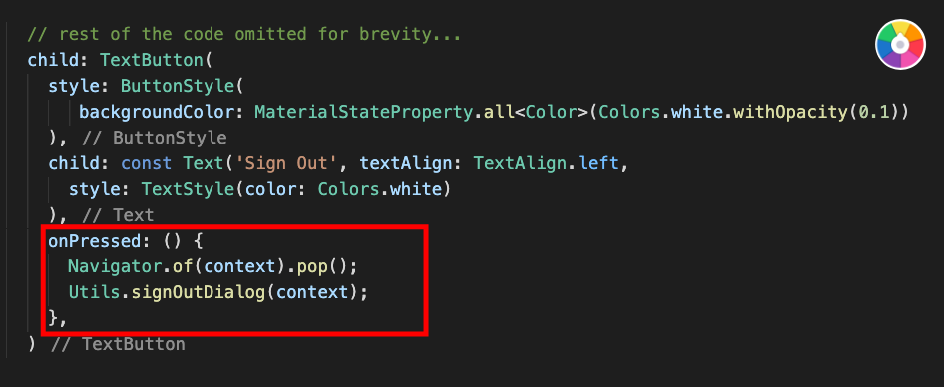 // rest of the code omitted for brevity...
child: TextButton(
style: ButtonStyle(
backgroundColor: MaterialStateProperty.all<Color>(Colors.white.withOpacity(0.1))
), // ButtonStyle
child: const Text('Sign Out', textAlign: TextAlign.left,
style: TextStyle(color: Colors.white)
), // Text
onPressed: () {
Navigator.of(context).pop();
Utils.signOutDialog(context);
},
) // TextButton